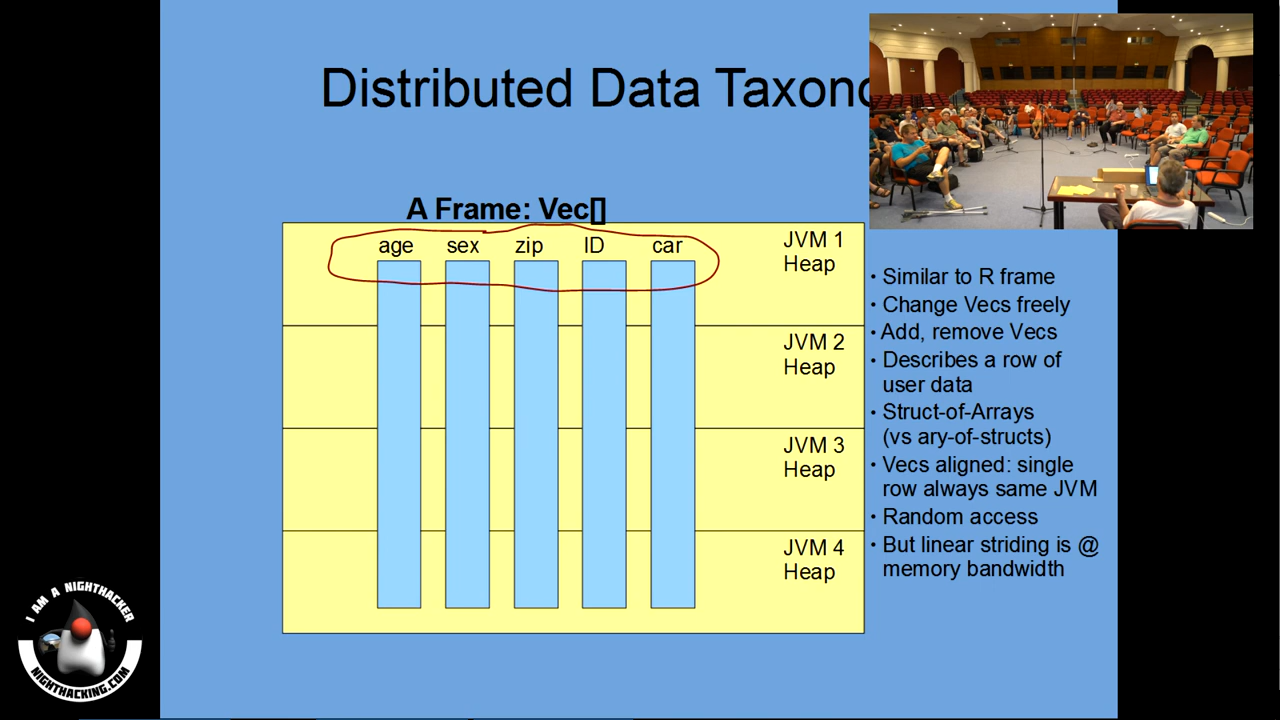 Distributed Data Taxono
A Frame: Vec[]
age sex zip ID car
JVM 1
Heap
JVM 2
Heap
JVM 3
Heap
JVM 4
Heap
• Similar to R frame
• Change Vecs freely
• Add, remove Vecs
• Describes a row of
user data
• Struct-of-Arrays
(vs ary-of-structs)
• Vecs aligned: single
row always same JVM
• Random access
• But linear striding is @
memory bandwidth
I AM A NIGHTHACKER
NIGHTHACKING.COM